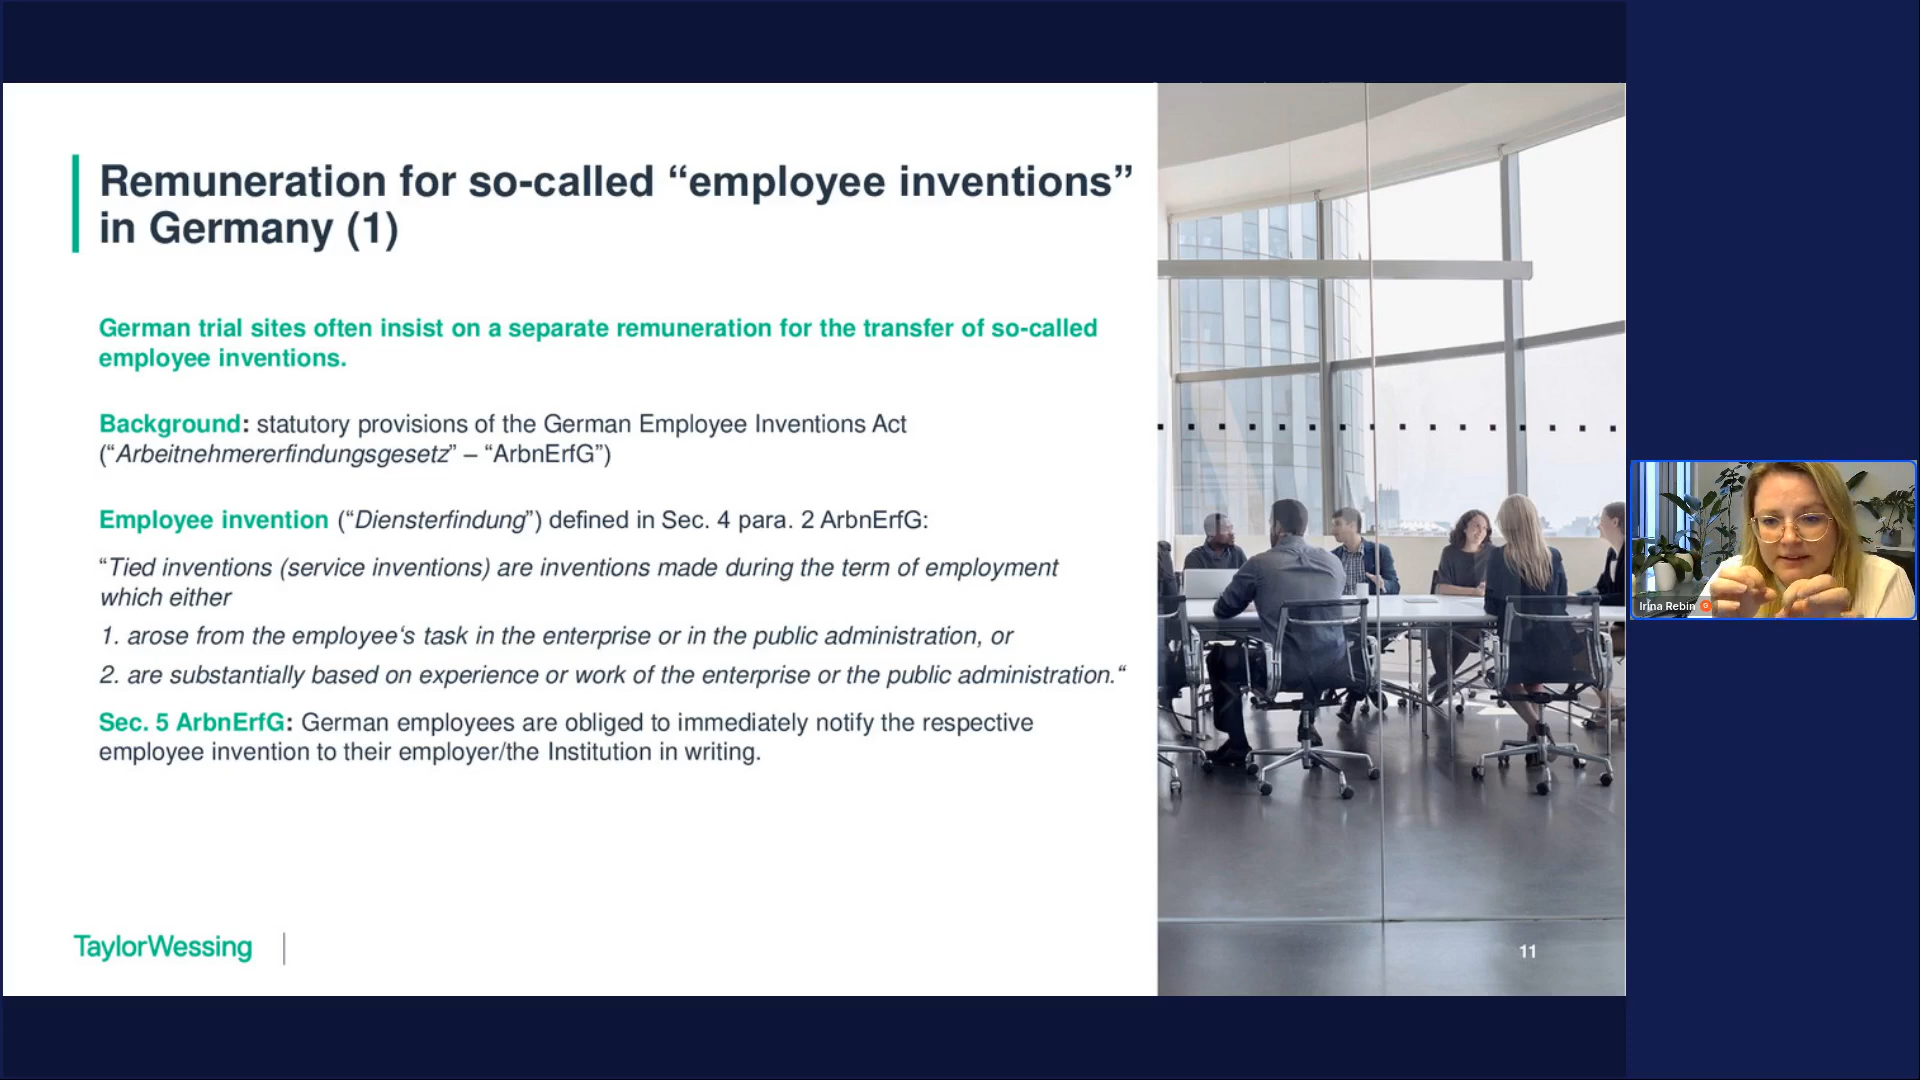 Remuneration for so-called “employee inventions”
in Germany (1)
German trial sites often insist on a separate remuneration for the transfer of so-called
employee inventions.
Background: statutory provisions of the German Employee Inventions Act
(“Arbeitnehmererfindungsgesetz” – “ArbnErfG”)
Employee invention (“Diensterfindung”) defined in Sec. 4 para. 2 ArbnErfG:
“Tied inventions (service inventions) are inventions made during the term of employment
which either
1. arose from the employee‘s task in the enterprise or in the public administration, or
2. are substantially based on experience or work of the enterprise or the public administration.“
Sec. 5 ArbnErfG: German employees are obliged to immediately notify the respective
employee invention to their employer/the Institution in writing.
TaylorWessing
11
Irina Rebin